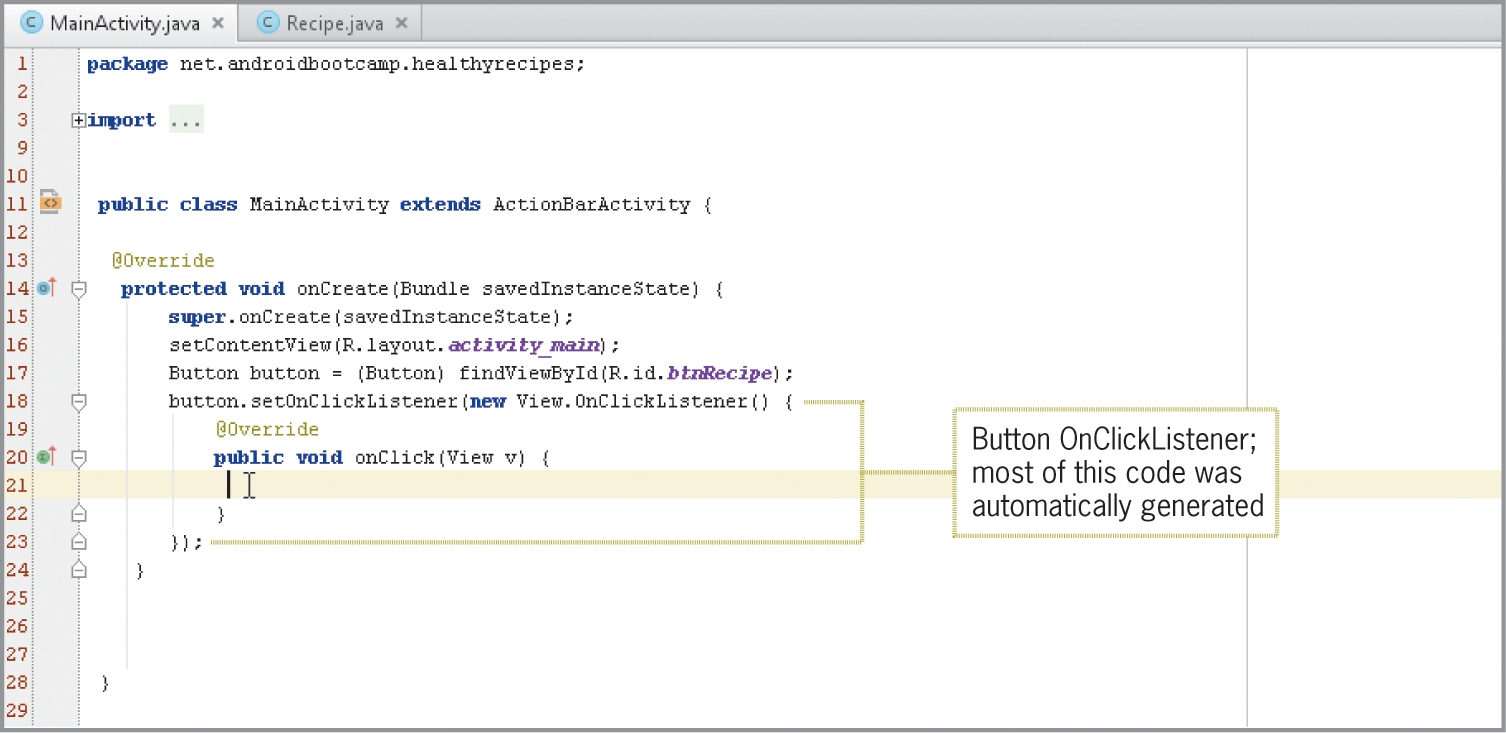 MainActivity.java × Recipe.java ×
1 package net.androidbootcamp.healthyrecipes;
2
3 import ...
9
10
11 public class MainActivity extends ActionBarActivity {
12
13 @Override
14 protected void onCreate(Bundle savedInstanceState) {
15 super.onCreate(savedInstanceState);
16 setContentView(R.layout.activity_main);
17 Button button = (Button) findViewById(R.id.btnRecipe);
18 button.setOnClickListener(new View.OnClickListener() {
19 @Override
20 public void onClick(View v) {
21
22 }
23 });
24 }
25
26
27
28 }
29
Button OnClickListener;
most of this code was
automatically generated